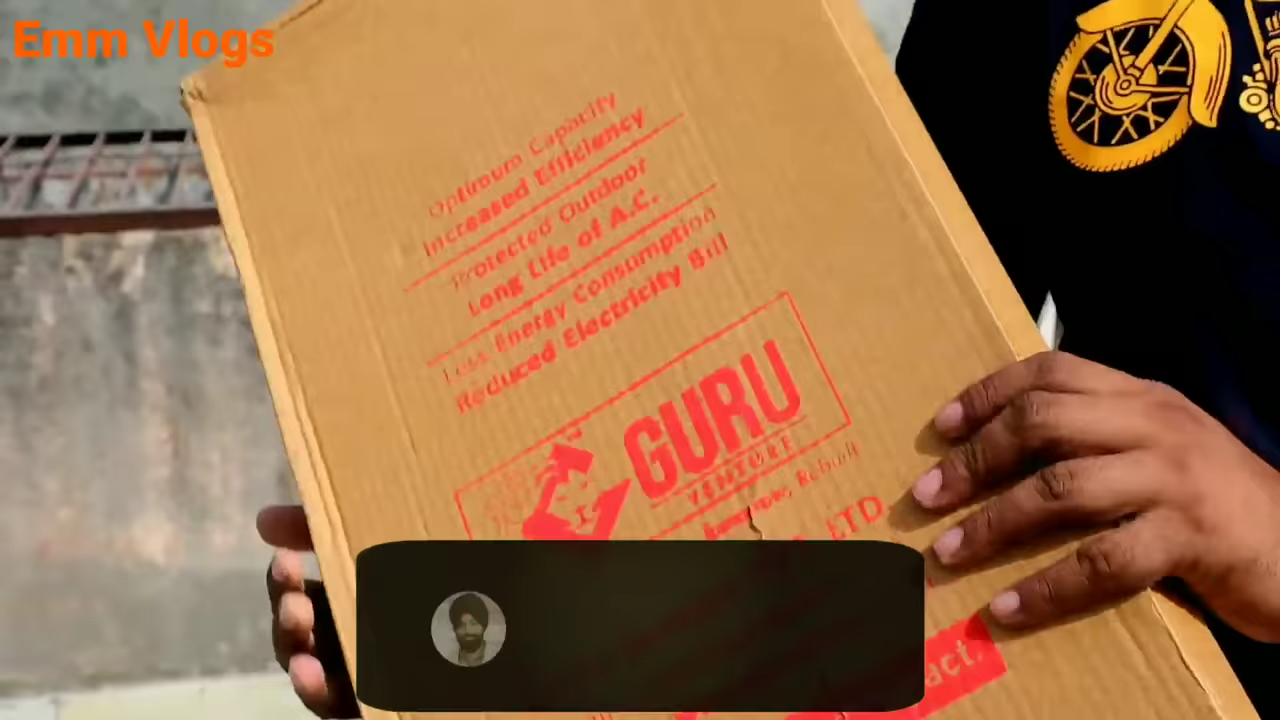 Emm Vlogs
Optimum Capacity
Increased Efficiency
Protected Outdoor
Long Life of A.C.
Less Energy Consumption
Reduced Electricity Bill
GURU
VENTURE
LTD.
act.